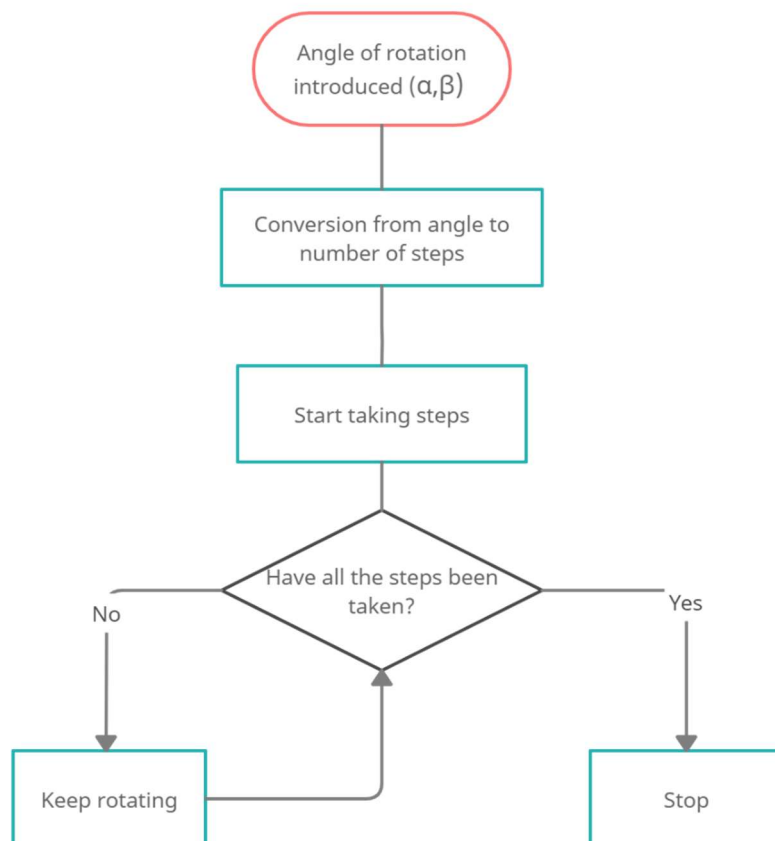 Angle of rotation
introduced (α,β)
Conversion from angle to
number of steps
Start taking steps
Have all the steps been
taken?
No
Yes
Keep rotating
Stop